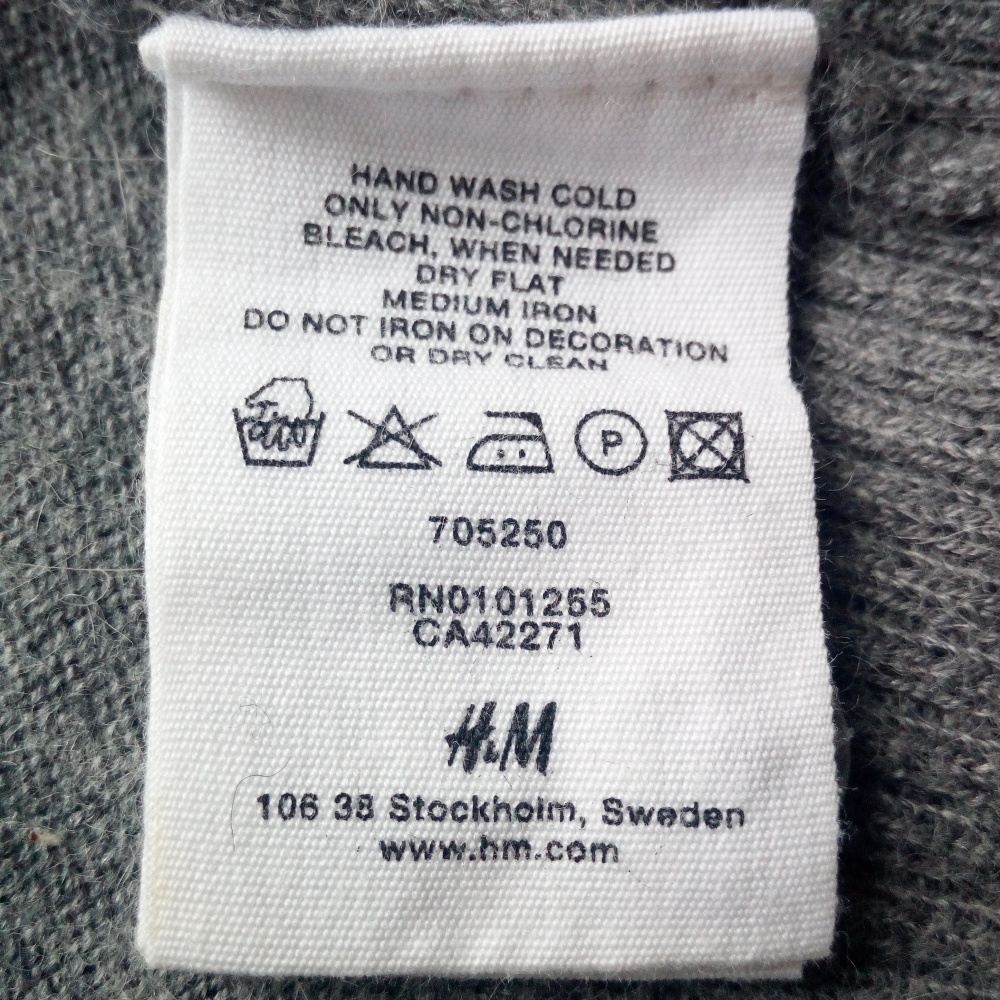 HAND WASH COLD
ONLY NON-CHLORINE
BLEACH, WHEN NEEDED
DRY FLAT
MEDIUM IRON
DO NOT IRON ON DECORATION
OR DRY CLEAN
P
705250
RN0101255
CA42271
H&M
106 38 Stockholm, Sweden
www.hm.com